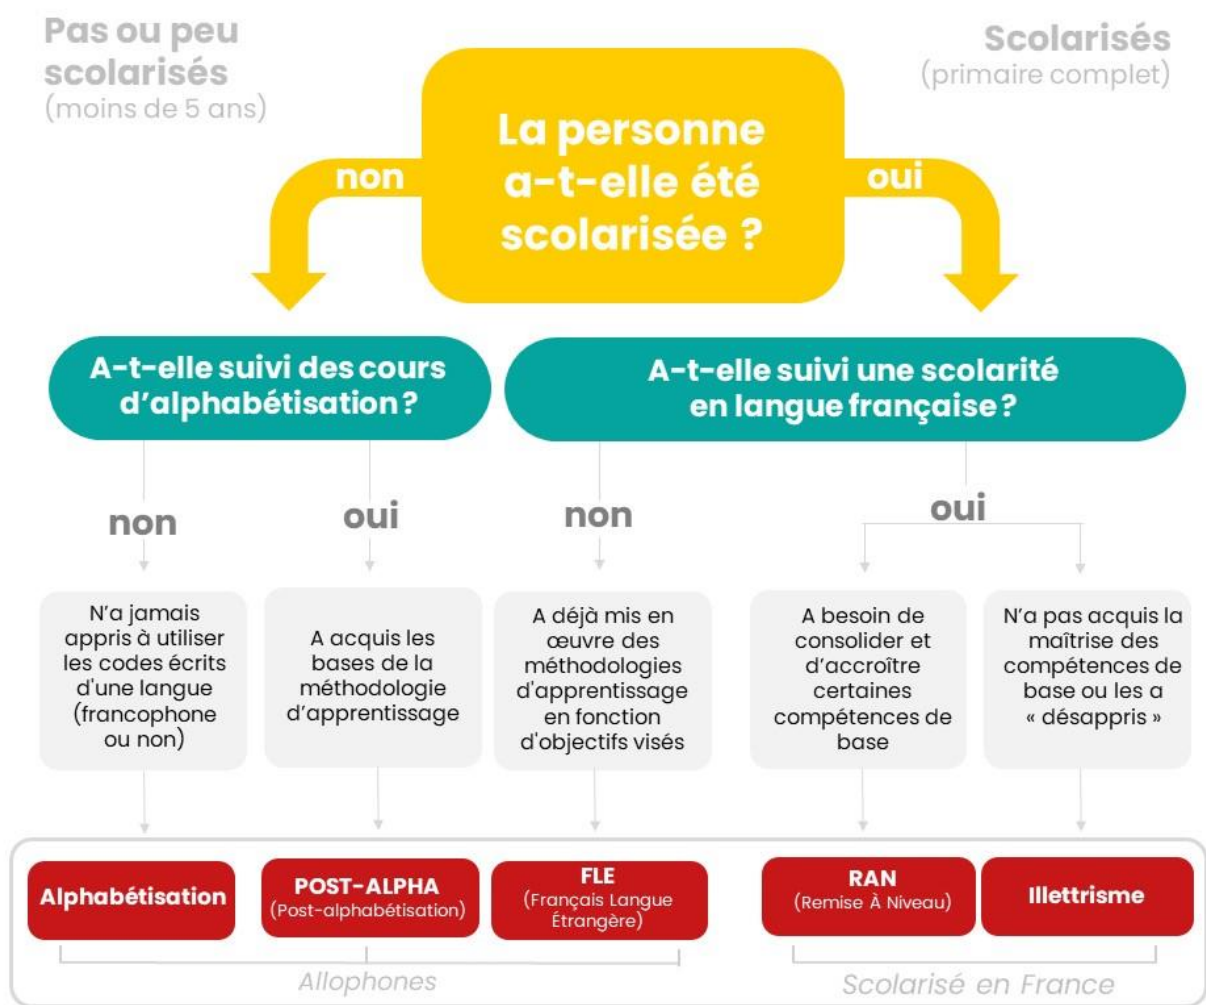 Pas ou peu
scolarisés
(moins de 5 ans)
Scolarisés
(primaire complet)
La personne
a-t-elle été
scolarisée ?
non
oui
A-t-elle suivi des cours
d'alphabétisation ?
A-t-elle suivi une scolarité
en langue française ?
non
oui
non
oui
N'a jamais
appris à utiliser
les codes écrits
d'une langue
(francophone
ou non)
A acquis les
bases de la
méthodologie
d'apprentissage
A déjà mis en
œuvre des
méthodologies
d'apprentissage
en fonction
d'objectifs visés
A besoin de
consolider et
d'accroître
certaines
compétences de
base
N'a pas acquis la
maîtrise des
compétences de
base ou les a
« désappris »
Alphabétisation
POST-ALPHA
(Post-alphabétisation)
FLE
(Français Langue
Étrangère)
RAN
(Remise À Niveau)
Illettrisme
Allophones
Scolarisé en France